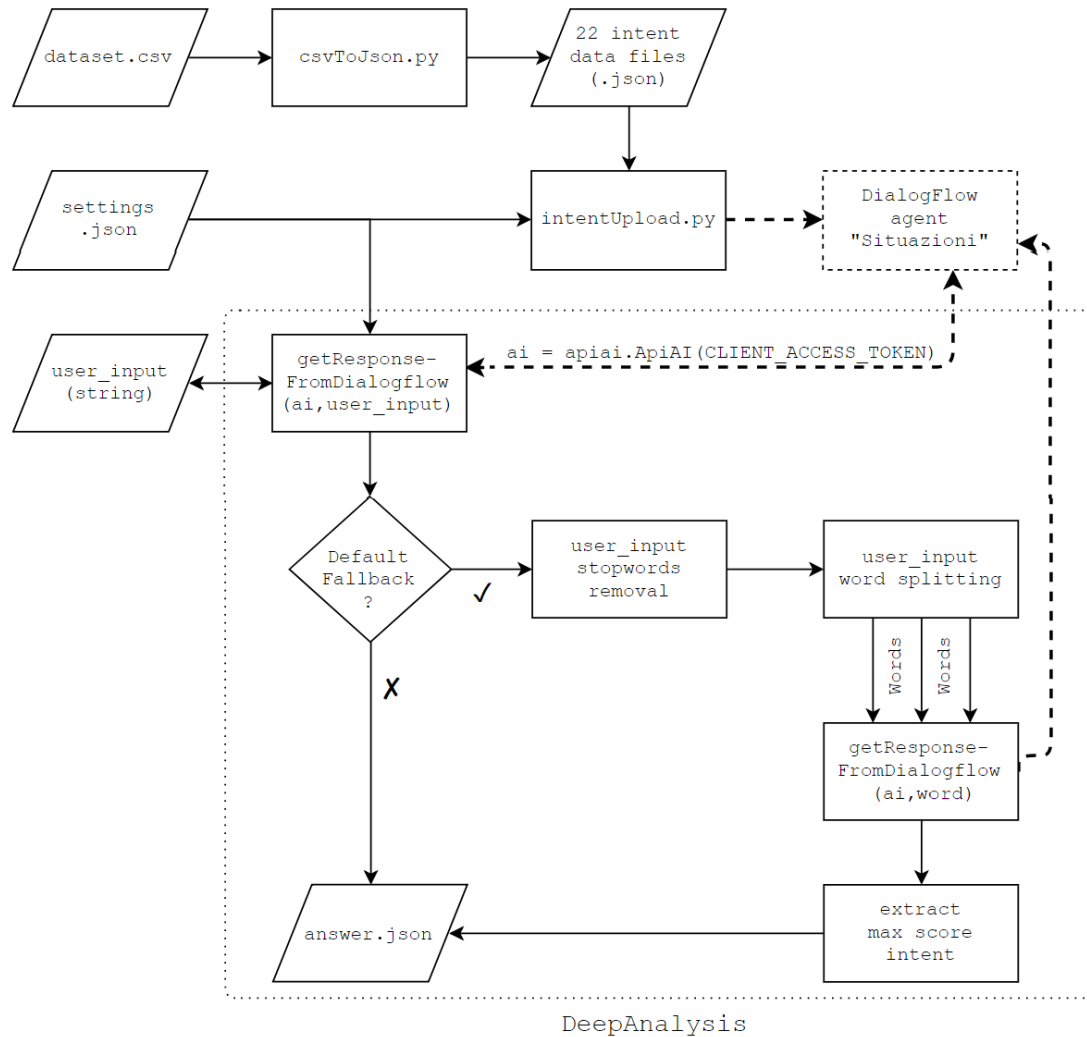 dataset.csv
csvToJson.py
22 intent
data files
(.json)
settings
.json
intentUpload.py
DialogFlow
agent
"Situazioni"
user_input
(string)
getResponse-
FromDialogflow
(ai,user_input)
ai = apiai.ApiAI(CLIENT_ACCESS_TOKEN)
Default
Fallback
?
✓
✗
user_input
stopwords
removal
user_input
word splitting
Words
Words
getResponse-
FromDialogflow
(ai,word)
extract
max score
intent
answer.json
DeepAnalysis